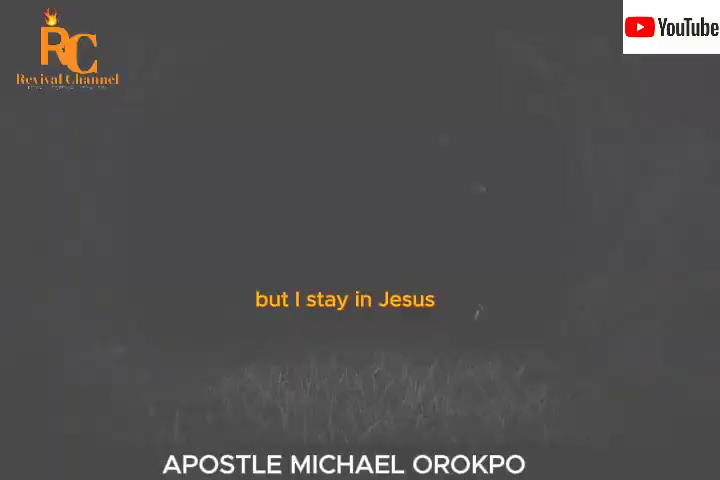 RC
Revival Channel
YouTube
but I stay in Jesus
APOSTLE MICHAEL OROKPO